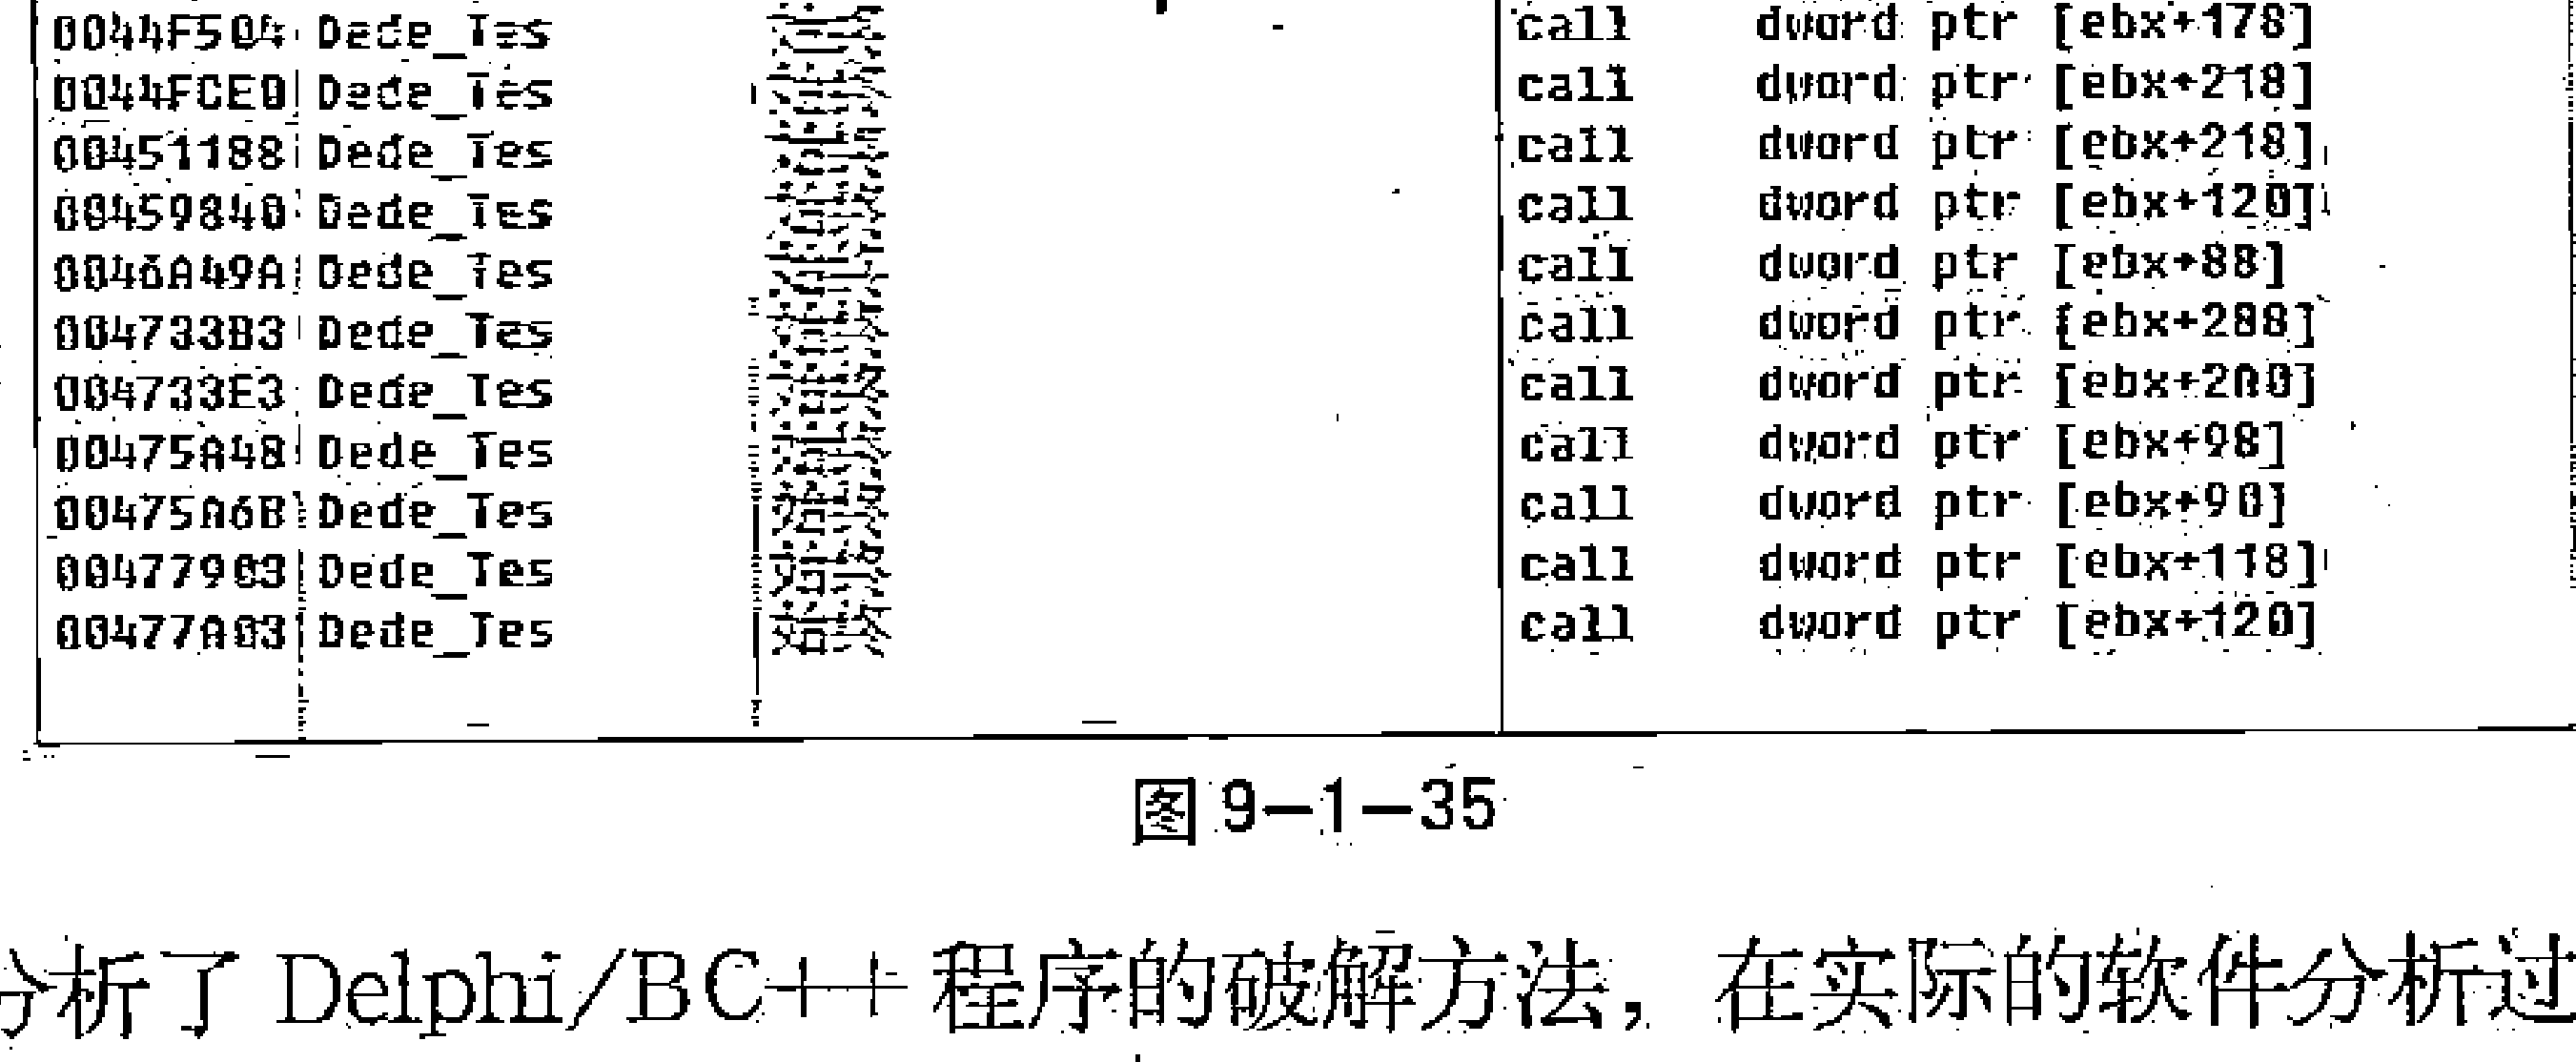 0044F504 Dede_Tes 始终 call dword ptr [ebx+178]
0044FCE0 Dede_Tes 始终 call dword ptr [ebx+218]
00451188 Dede_Tes 始终 call dword ptr [ebx+218]
00459840 Dede_Tes 始终 call dword ptr [ebx+120]
0046A49A Dede_Tes 始终 call dword ptr [ebx+88]
004733B3 Dede_Tes 始终 call dword ptr [ebx+288]
004733E3 Dede_Tes 始终 call dword ptr [ebx+2A0]
00475A48 Dede_Tes 始终 call dword ptr [ebx+98]
00475A6B Dede_Tes 始终 call dword ptr [ebx+90]
00477903 Dede_Tes 始终 call dword ptr [ebx+118]
00477A03 Dede_Tes 始终 call dword ptr [ebx+120]
图9-1-35
分析了 Delphi/BC++ 程序的破解方法，在实际的软件分析过